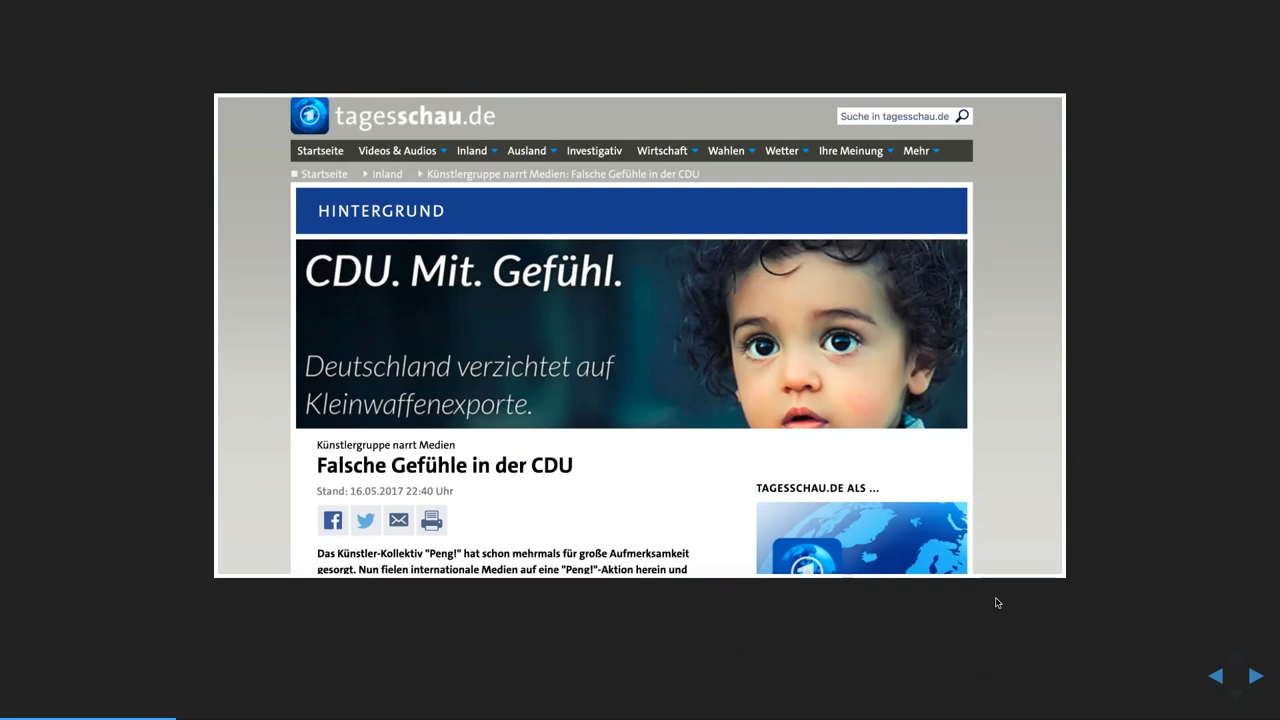 tagesschau.de
Suche in tagesschau.de
Startseite Videos & Audios Inland Ausland Investigativ Wirtschaft Wahlen Wetter Ihre Meinung Mehr
Startseite Inland Künstlergruppe narrt Medien: Falsche Gefühle in der CDU
HINTERGRUND
CDU. Mit. Gefühl.
Deutschland verzichtet auf
Kleinwaffenexporte.
Künstlergruppe narrt Medien
Falsche Gefühle in der CDU
Stand: 16.05.2017 22:40 Uhr
TAGESSCHAU.DE ALS ...
Das Künstler-Kollektiv "Peng!" hat schon mehrmals für große Aufmerksamkeit
gesorgt. Nun fielen internationale Medien auf eine "Peng!"-Aktion herein und